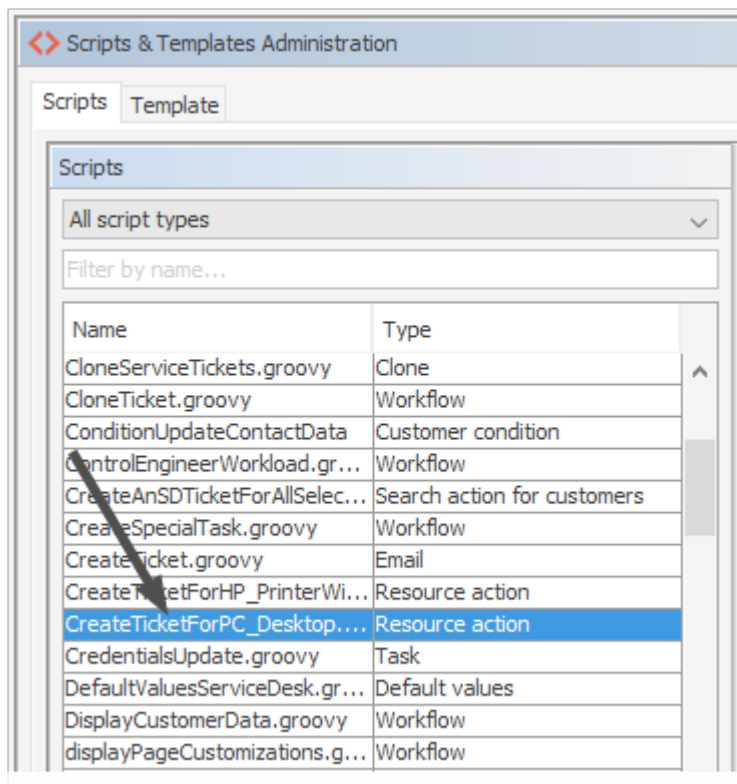 Scripts & Templates Administration
Scripts Template
Scripts
All script types
Filter by name...
Name Type
CloneServiceTickets.groovy Clone
CloneTicket.groovy Workflow
ConditionUpdateContactData Customer condition
ControlEngineerWorkload.gr... Workflow
CreateAnSDTicketForAllSelec... Search action for customers
CreateSpecialTask.groovy Workflow
CreateTicket.groovy Email
CreateTicketForHP_PrinterWi... Resource action
CreateTicketForPC_Desktop.... Resource action
CredentialsUpdate.groovy Task
DefaultValuesServiceDesk.gr... Default values
DisplayCustomerData.groovy Workflow
displayPageCustomizations.g... Workflow